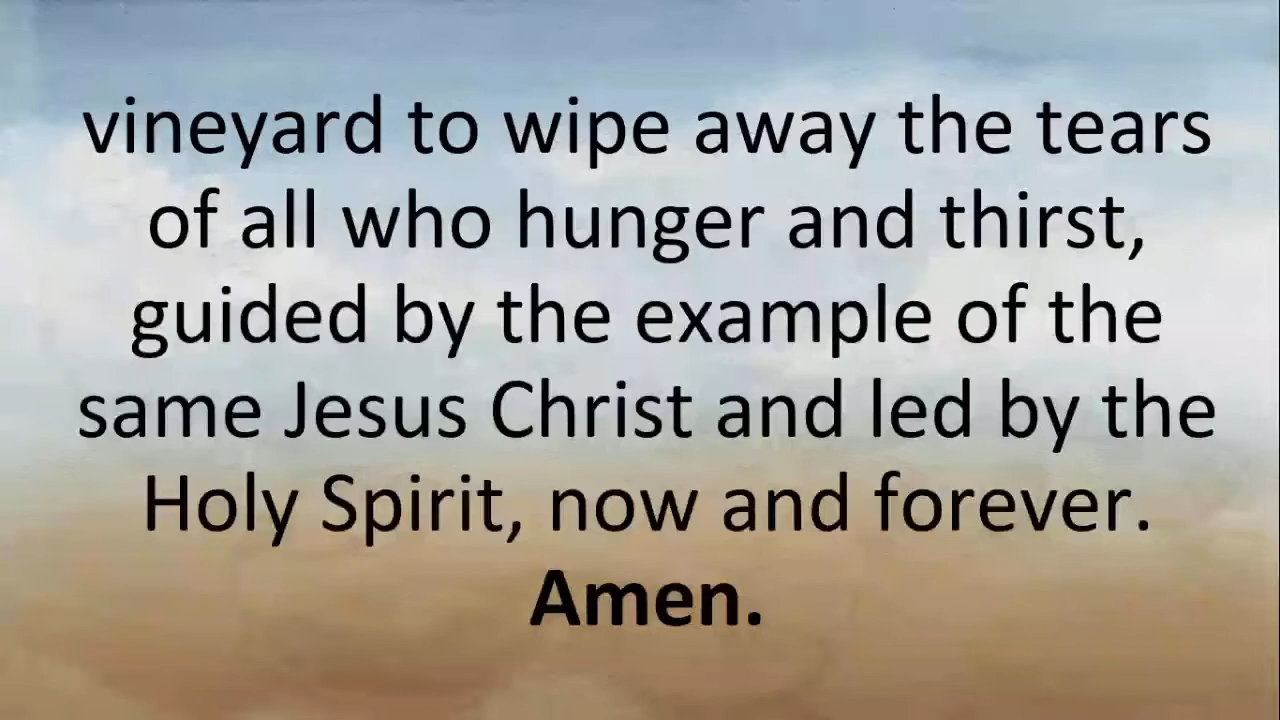 vineyard to wipe away the tears
of all who hunger and thirst,
guided by the example of the
same Jesus Christ and led by the
Holy Spirit, now and forever.
Amen.